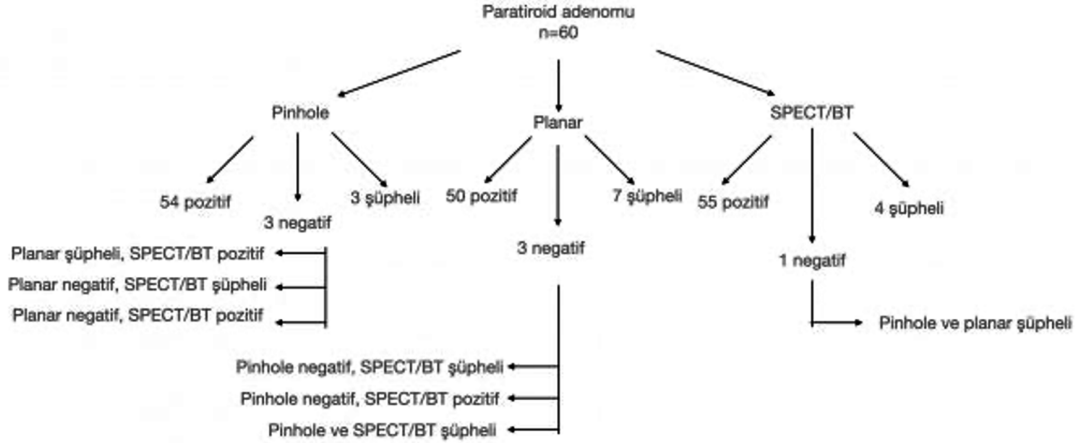 Paratiroid adenomu
n=60
Pinhole
Planar
SPECT/BT
54 pozitif
3 negatif
3 şüpheli
50 pozitif
3 negatif
7 şüpheli
55 pozitif
1 negatif
4 şüpheli
Planar şüpheli, SPECT/BT pozitif
Planar negatif, SPECT/BT şüpheli
Planar negatif, SPECT/BT pozitif
Pinhole negatif, SPECT/BT şüpheli
Pinhole negatif, SPECT/BT pozitif
Pinhole ve SPECT/BT şüpheli
Pinhole ve planar şüpheli